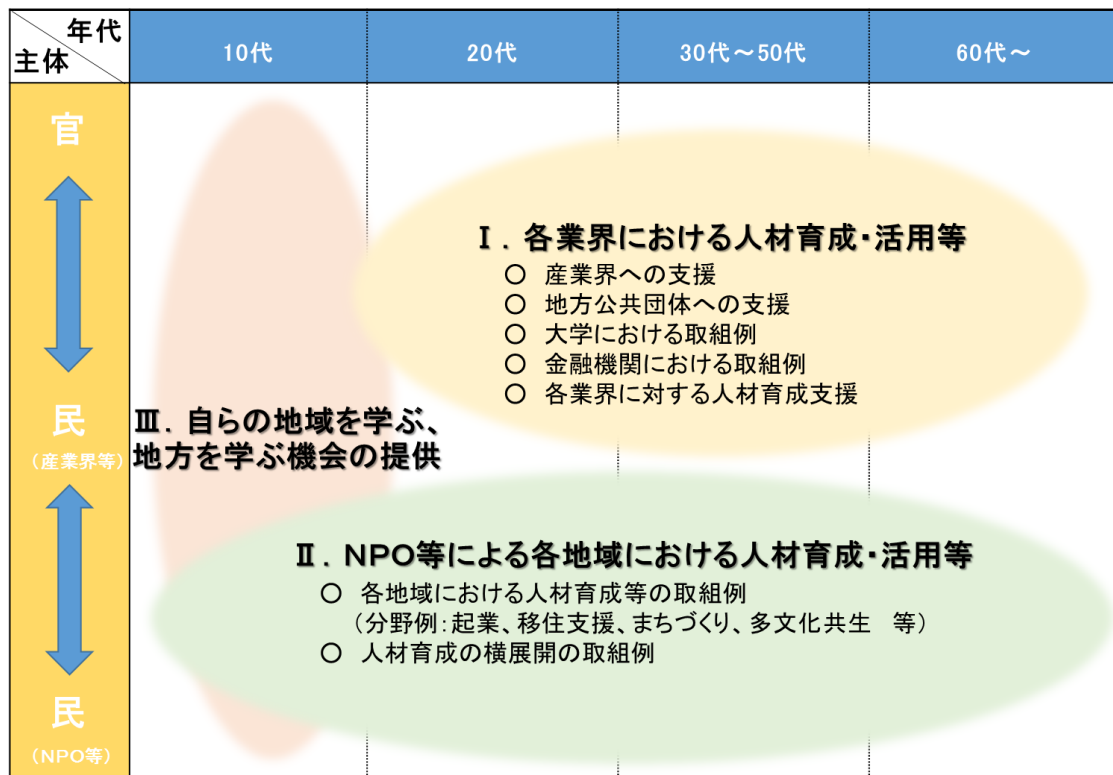 年代
主体
10代
20代
30代～50代
60代～
官
民
（産業界等）
民
（NPO等）
Ⅰ．各業界における人材育成・活用等
○ 産業界への支援
○ 地方公共団体への支援
○ 大学における取組例
○ 金融機関における取組例
○ 各業界に対する人材育成支援
Ⅲ．自らの地域を学ぶ、
地方を学ぶ機会の提供
Ⅱ．NPO等による各地域における人材育成・活用等
○ 各地域における人材育成等の取組例
（分野例：起業、移住支援、まちづくり、多文化共生　等）
○ 人材育成の横展開の取組例